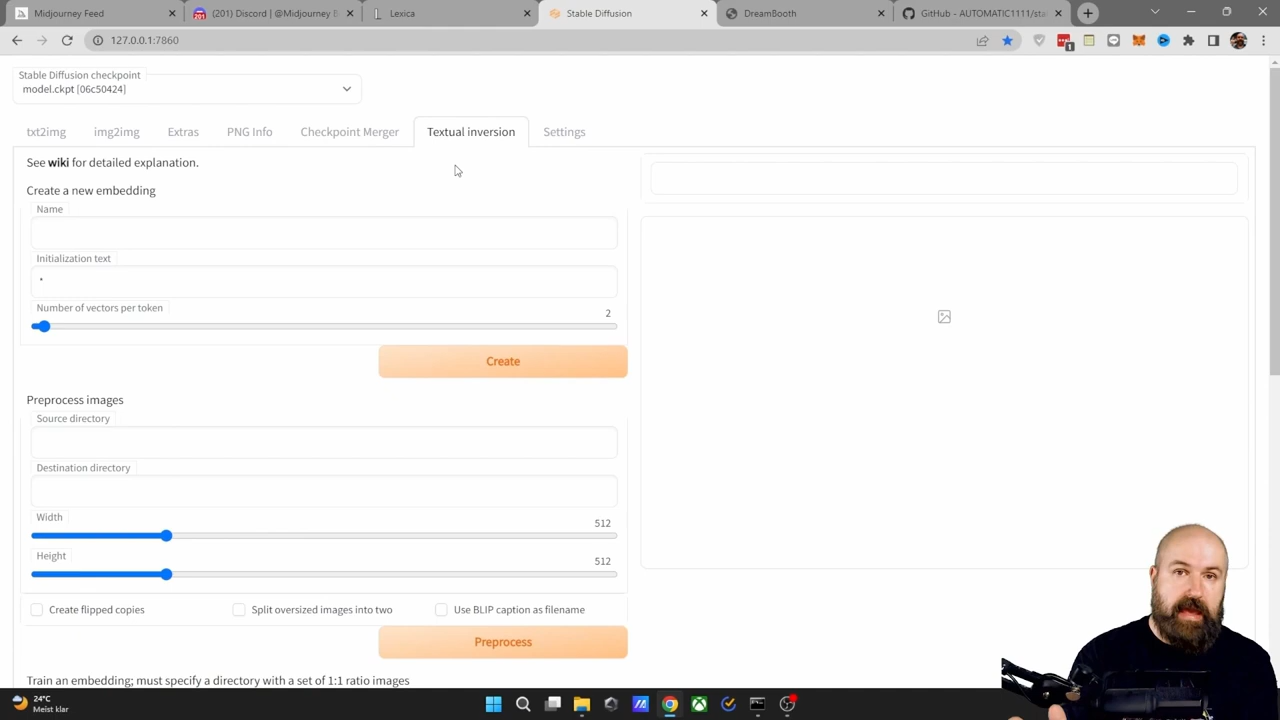 Midjourney Feed
(201) Discord | @Midjourney B
Lexica
Stable Diffusion
DreamBooth
GitHub - AUTOMATIC1111/sta
127.0.0.1:7860
Stable Diffusion checkpoint
model.ckpt [06c50424]
txt2img
img2img
Extras
PNG Info
Checkpoint Merger
Textual inversion
Settings
See wiki for detailed explanation.
Create a new embedding
Name
Initialization text
*
Number of vectors per token
2
Create
Preprocess images
Source directory
Destination directory
Width
512
Height
512
Create flipped copies
Split oversized images into two
Use BLIP caption as filename
Preprocess
Train an embedding; must specify a directory with a set of 1:1 ratio images
24°C
Meist klar